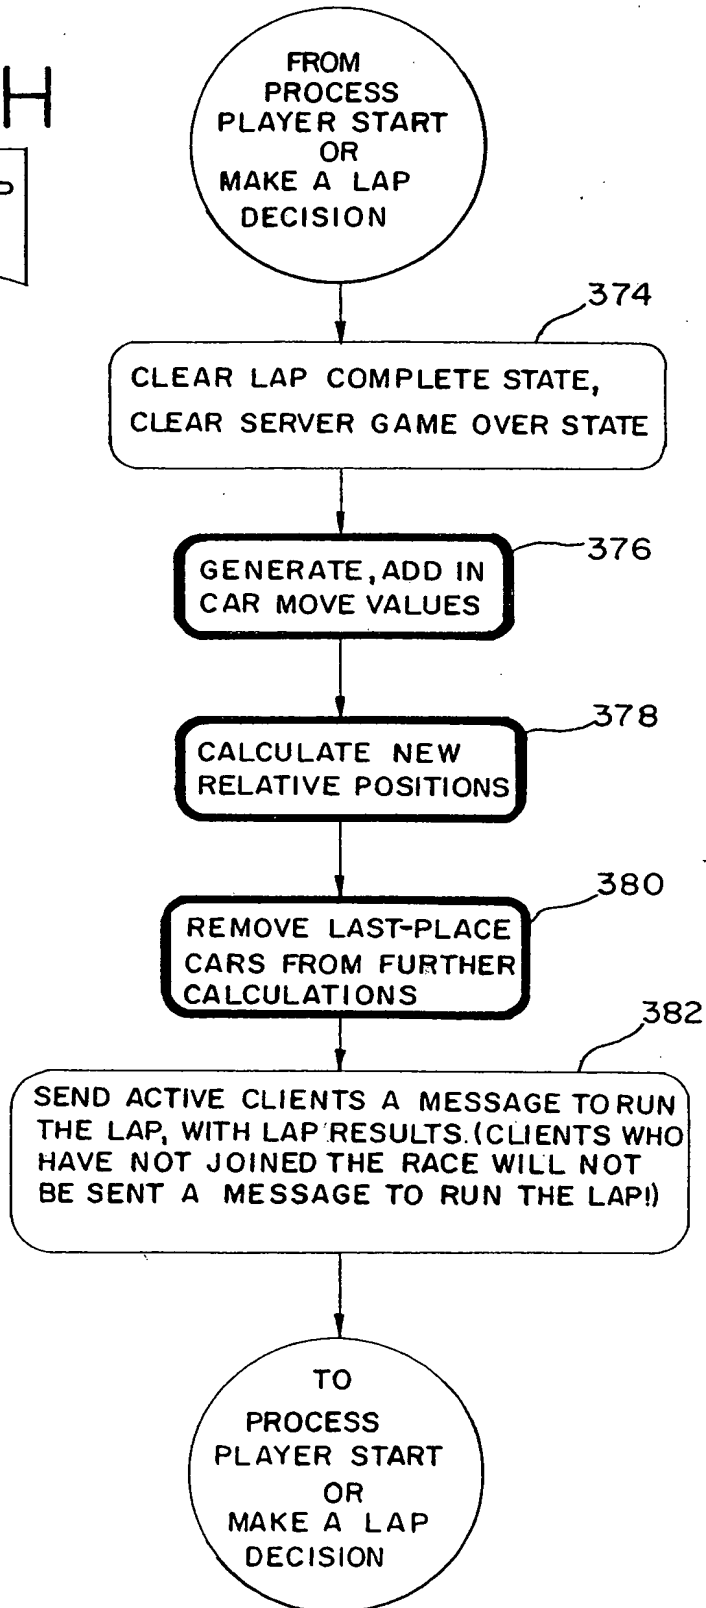 H
P
FROM
PROCESS
PLAYER START
OR
MAKE A LAP
DECISION
374
CLEAR LAP COMPLETE STATE,
CLEAR SERVER GAME OVER STATE
376
GENERATE, ADD IN
CAR MOVE VALUES
378
CALCULATE NEW
RELATIVE POSITIONS
380
REMOVE LAST-PLACE
CARS FROM FURTHER
CALCULATIONS
382
SEND ACTIVE CLIENTS A MESSAGE TO RUN
THE LAP, WITH LAP RESULTS. (CLIENTS WHO
HAVE NOT JOINED THE RACE WILL NOT
BE SENT A MESSAGE TO RUN THE LAP!)
TO
PROCESS
PLAYER START
OR
MAKE A LAP
DECISION